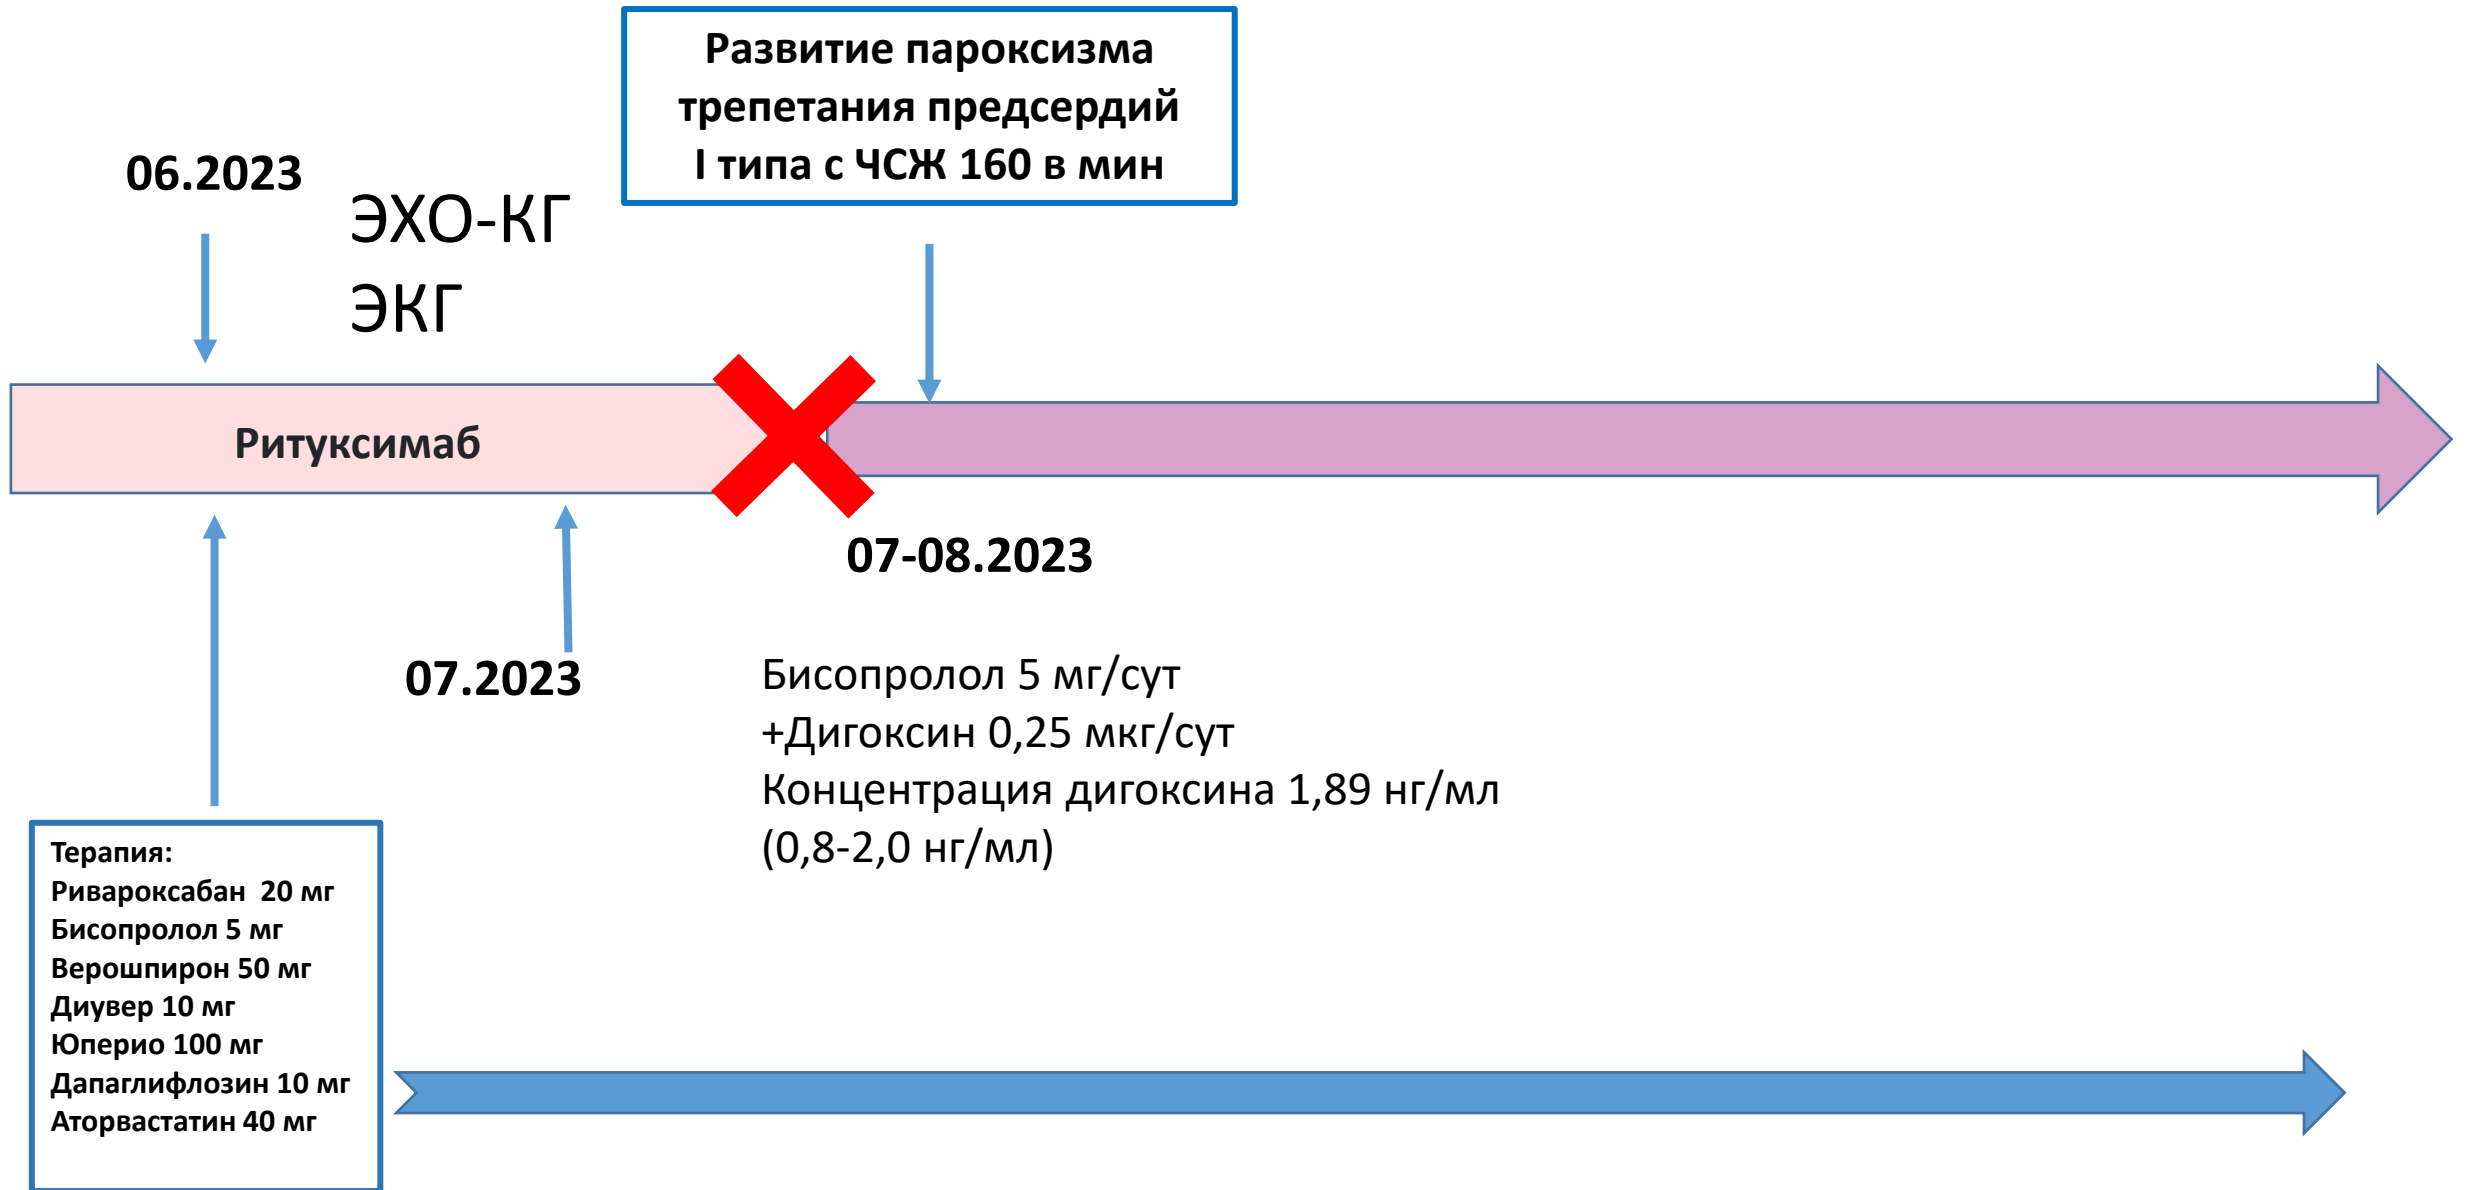 Развитие пароксизма
трепетания предсердий
I типа с ЧСЖ 160 в мин
06.2023
ЭХО-КГ
ЭКГ
Ритуксимаб
07-08.2023
07.2023
Бисопролол 5 мг/сут
+Дигоксин 0,25 мкг/сут
Концентрация дигоксина 1,89 нг/мл
(0,8-2,0 нг/мл)
Терапия:
Ривароксабан 20 мг
Бисопролол 5 мг
Верошпирон 50 мг
Диувер 10 мг
Юперио 100 мг
Дапаглифлозин 10 мг
Аторвастатин 40 мг